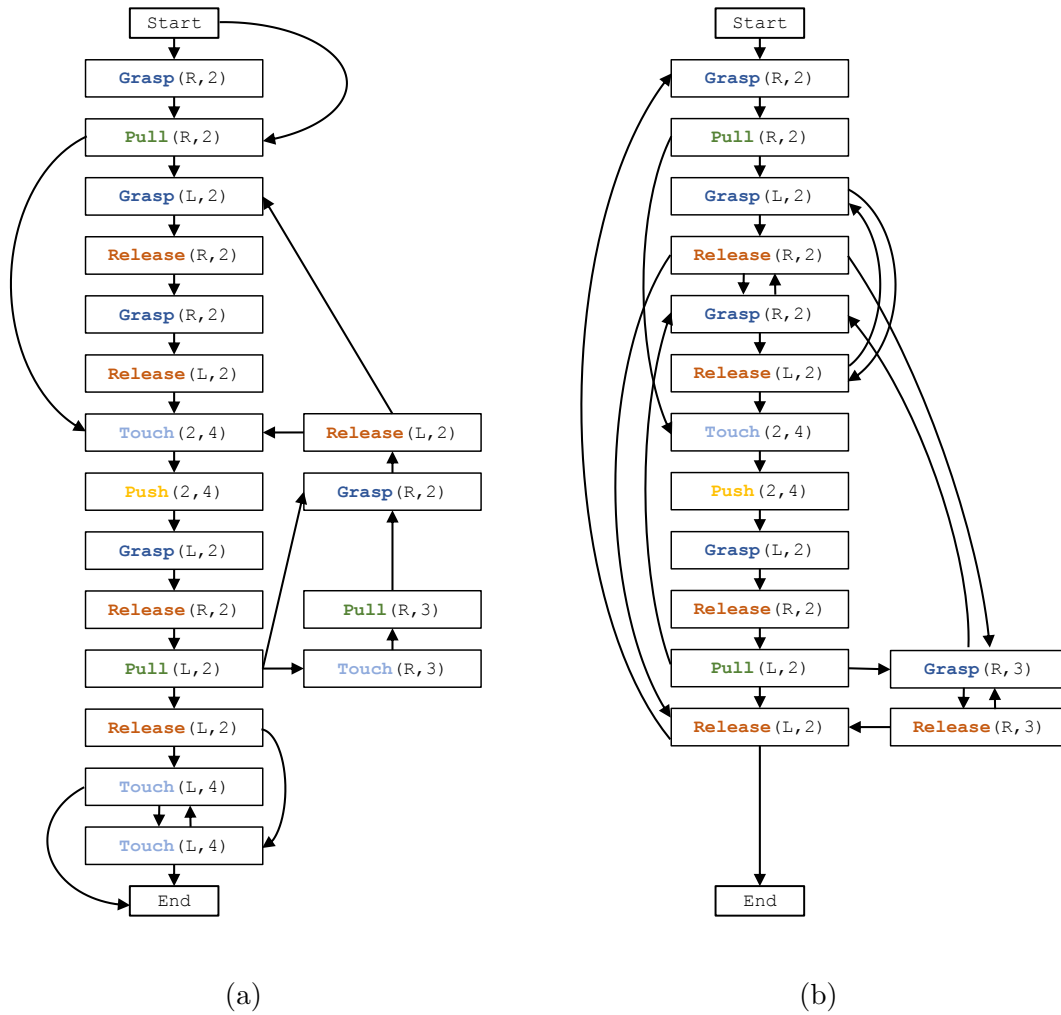 Start
Grasp(R,2)
Pull(R,2)
Grasp(L,2)
Release(R,2)
Grasp(R,2)
Release(L,2)
Touch(2,4)
Push(2,4)
Grasp(L,2)
Release(R,2)
Pull(L,2)
Release(L,2)
Touch(L,4)
Touch(L,4)
End
Release(L,2)
Grasp(R,2)
Pull(R,3)
Touch(R,3)
(a)
Start
Grasp(R,2)
Pull(R,2)
Grasp(L,2)
Release(R,2)
Grasp(R,2)
Release(L,2)
Touch(2,4)
Push(2,4)
Grasp(L,2)
Release(R,2)
Pull(L,2)
Release(L,2)
End
Grasp(R,3)
Release(R,3)
(b)